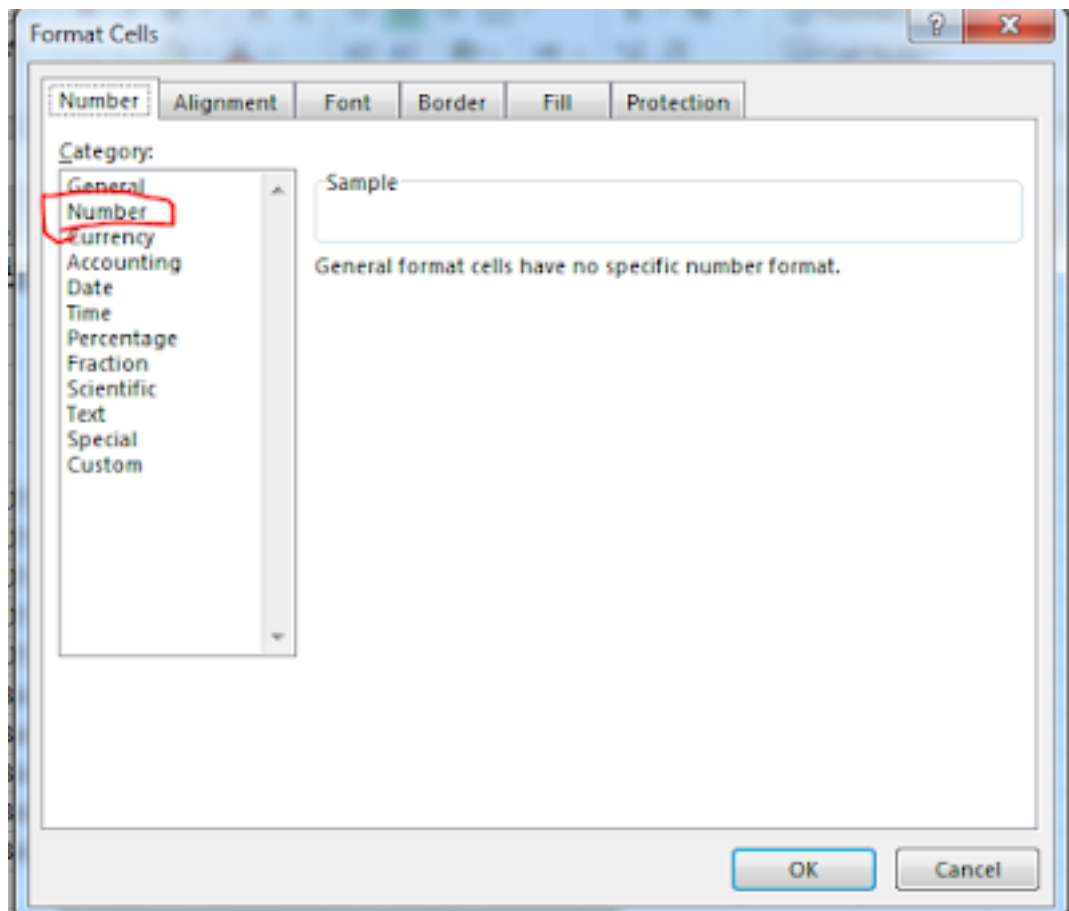 Format Cells
Number Alignment Font Border Fill Protection
Category:
General
Number
Currency
Accounting
Date
Time
Percentage
Fraction
Scientific
Text
Special
Custom
Sample
General format cells have no specific number format.
OK Cancel